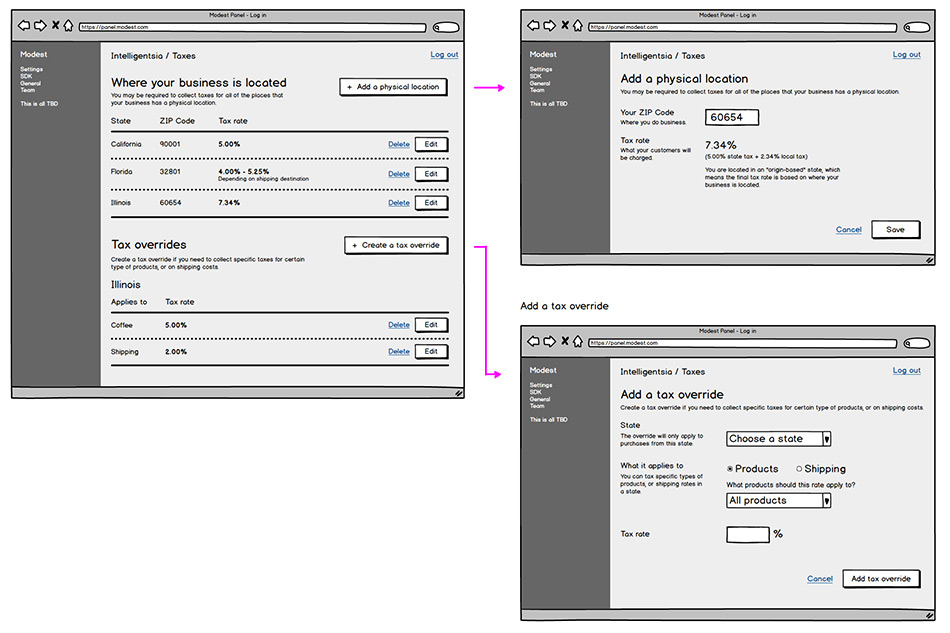 Modest Panel - Log in
https://panel.modest.com
Modest
Settings
SDK
General
Team
This is all TBD
Intelligentsia / Taxes
Log out
Where your business is located
You may be required to collect taxes for all of the places that
your business has a physical location.
+ Add a physical location
State ZIP Code Tax rate
California 90001 5.00% Delete Edit
Florida 32801 4.00% - 5.25% Delete Edit
Depending on shipping destination
Illinois 60654 7.34% Delete Edit
Tax overrides
+ Create a tax override
Create a tax override if you need to collect specific taxes for certain
type of products, or on shipping costs.
Illinois
Applies to Tax rate
Coffee 5.00% Delete Edit
Shipping 2.00% Delete Edit
Modest Panel - Log in
https://panel.modest.com
Modest
Settings
SDK
General
Team
This is all TBD
Intelligentsia / Taxes
Log out
Add a physical location
You may be required to collect taxes for all of the places that your business has a physical location.
Your ZIP Code
Where you do business.
60654
Tax rate
What your customers will
be charged.
7.34%
(5.00% state tax + 2.34% local tax)
You are located in an "origin-based" state, which
means the final tax rate is based on where your
business is located.
Cancel Save
Add a tax override
Modest Panel - Log in
https://panel.modest.com
Modest
Settings
SDK
General
Team
This is all TBD
Intelligentsia / Taxes
Log out
Add a tax override
Create a tax override if you need to collect specific taxes for certain type of products, or on shipping costs.
State
The override will only apply to
purchases from this state.
Choose a state
What it applies to
You can tax specific types of
products, or shipping rates in
a state.
Products Shipping
What products should this rate apply to?
All products
Tax rate
%
Cancel Add tax override